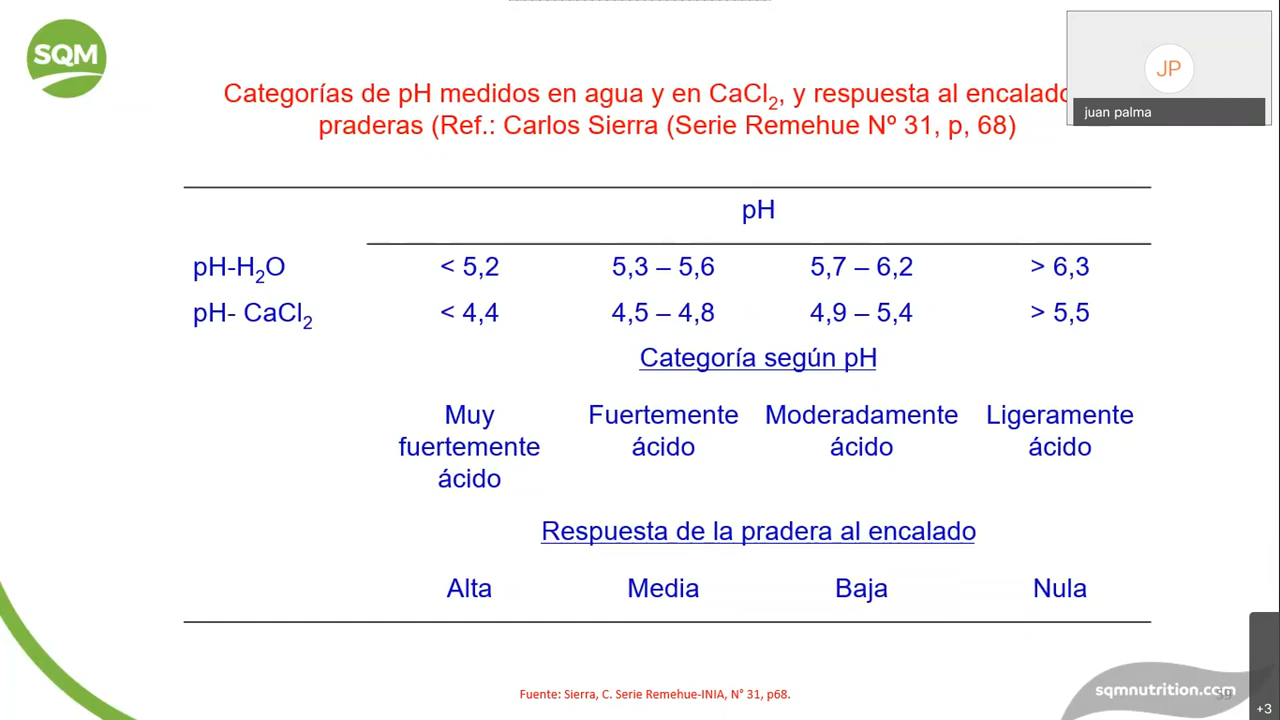 SQM
Categorías de pH medidos en agua y en CaCl₂, y respuesta al encalado
praderas (Ref.: Carlos Sierra (Serie Remehue Nº 31, p, 68)
JP
juan palma
pH
pH-H₂O < 5,2 5,3 – 5,6 5,7 – 6,2 > 6,3
pH- CaCl₂ < 4,4 4,5 – 4,8 4,9 – 5,4 > 5,5
Categoría según pH
Muy Fuertemente Moderadamente Ligeramente
fuertemente ácido ácido ácido
ácido
Respuesta de la pradera al encalado
Alta Media Baja Nula
Fuente: Sierra, C. Serie Remehue-INIA, N° 31, p68.
sqmnutrition.com
+3